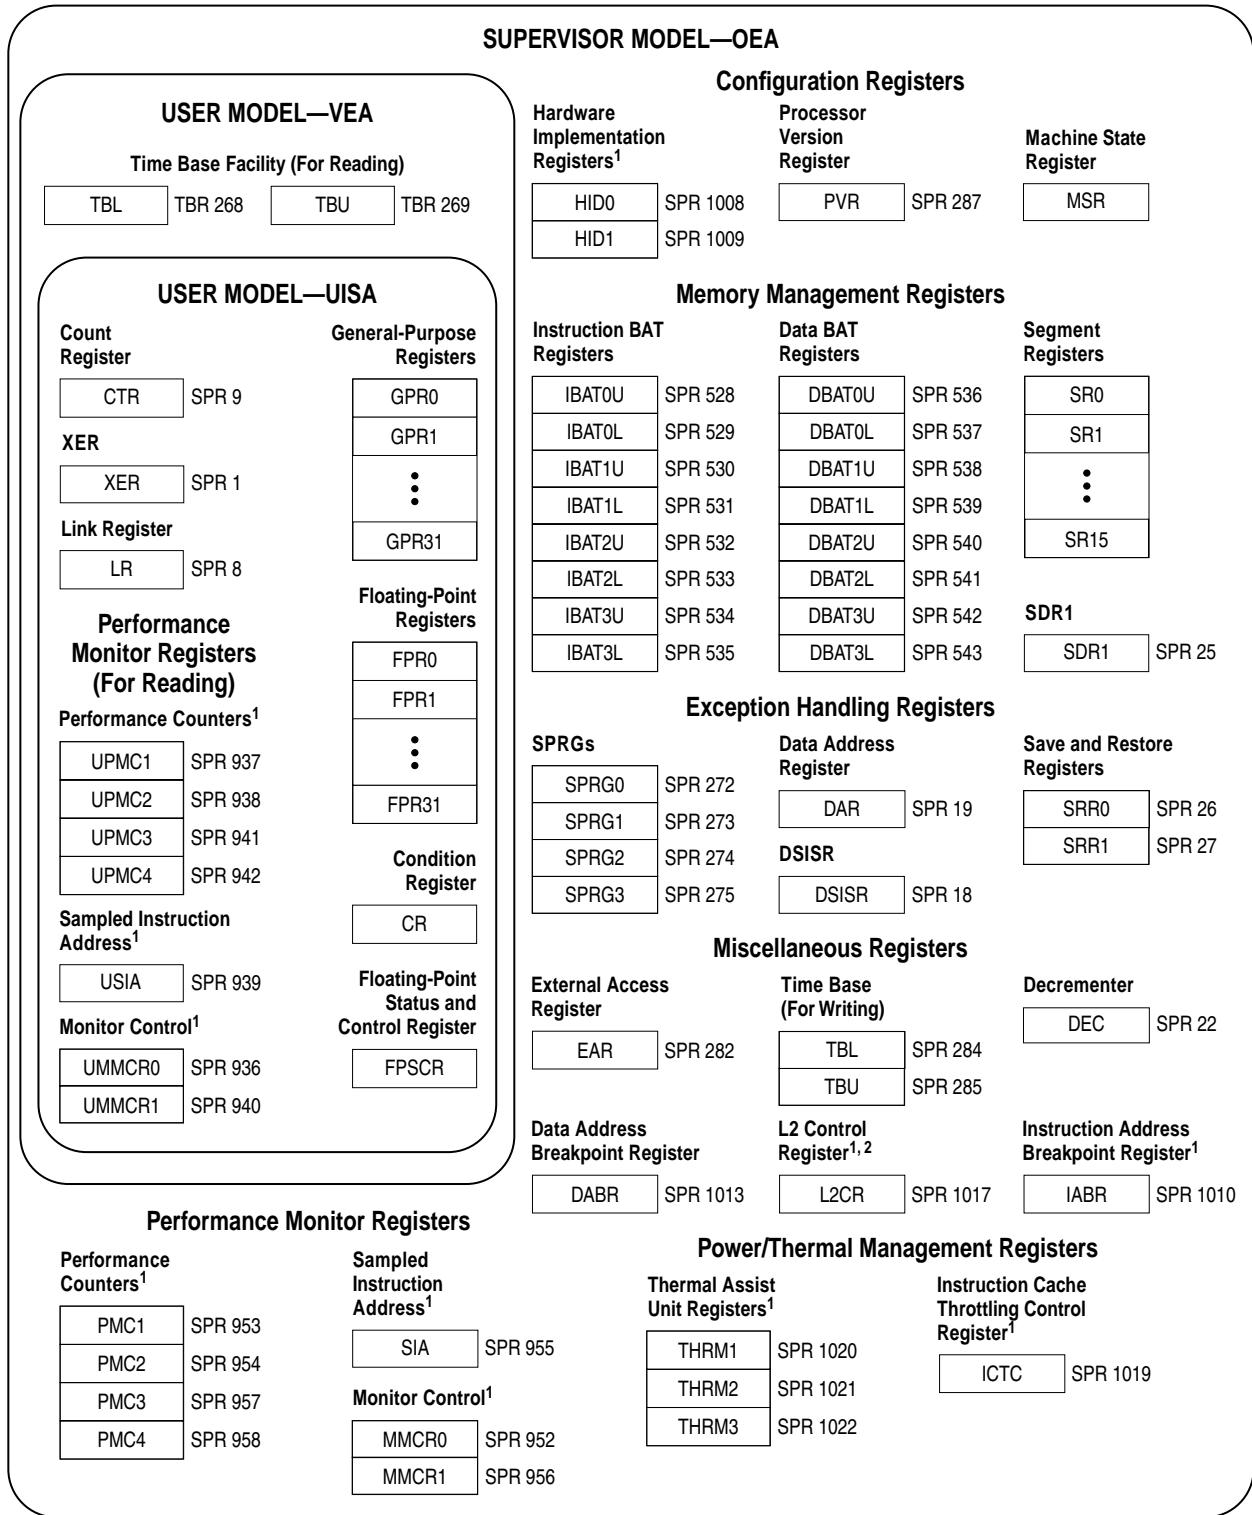 SUPERVISOR MODEL—OEA
USER MODEL—VEA
Time Base Facility (For Reading)
TBL TBR 268 TBU TBR 269
USER MODEL—UISA
Count
Register
CTR SPR 9
XER
XER SPR 1
Link Register
LR SPR 8
Performance
Monitor Registers
(For Reading)
Performance Counters1
UPMC1 SPR 937
UPMC2 SPR 938
UPMC3 SPR 941
UPMC4 SPR 942
Sampled Instruction
Address1
USIA SPR 939
Monitor Control1
UMMCR0 SPR 936
UMMCR1 SPR 940
General-Purpose
Registers
GPR0
GPR1
GPR31
Floating-Point
Registers
FPR0
FPR1
FPR31
Condition
Register
CR
Floating-Point
Status and
Control Register
FPSCR
Configuration Registers
Hardware
Implementation
Registers1
HID0 SPR 1008
HID1 SPR 1009
Processor
Version
Register
PVR SPR 287
Machine State
Register
MSR
Memory Management Registers
Instruction BAT
Registers
IBAT0U SPR 528
IBAT0L SPR 529
IBAT1U SPR 530
IBAT1L SPR 531
IBAT2U SPR 532
IBAT2L SPR 533
IBAT3U SPR 534
IBAT3L SPR 535
Data BAT
Registers
DBAT0U SPR 536
DBAT0L SPR 537
DBAT1U SPR 538
DBAT1L SPR 539
DBAT2U SPR 540
DBAT2L SPR 541
DBAT3U SPR 542
DBAT3L SPR 543
Segment
Registers
SR0
SR1
SR15
SDR1
SDR1 SPR 25
Exception Handling Registers
SPRGs
SPRG0 SPR 272
SPRG1 SPR 273
SPRG2 SPR 274
SPRG3 SPR 275
Data Address
Register
DAR SPR 19
DSISR
DSISR SPR 18
Save and Restore
Registers
SRR0 SPR 26
SRR1 SPR 27
Miscellaneous Registers
External Access
Register
EAR SPR 282
Time Base
(For Writing)
TBL SPR 284
TBU SPR 285
Decrementer
DEC SPR 22
Data Address
Breakpoint Register
DABR SPR 1013
L2 Control
Register1, 2
L2CR SPR 1017
Instruction Address
Breakpoint Register1
IABR SPR 1010
Performance Monitor Registers
Performance
Counters1
PMC1 SPR 953
PMC2 SPR 954
PMC3 SPR 957
PMC4 SPR 958
Sampled
Instruction
Address1
SIA SPR 955
Monitor Control1
MMCR0 SPR 952
MMCR1 SPR 956
Power/Thermal Management Registers
Thermal Assist
Unit Registers1
THRM1 SPR 1020
THRM2 SPR 1021
THRM3 SPR 1022
Instruction Cache
Throttling Control
Register1
ICTC SPR 1019